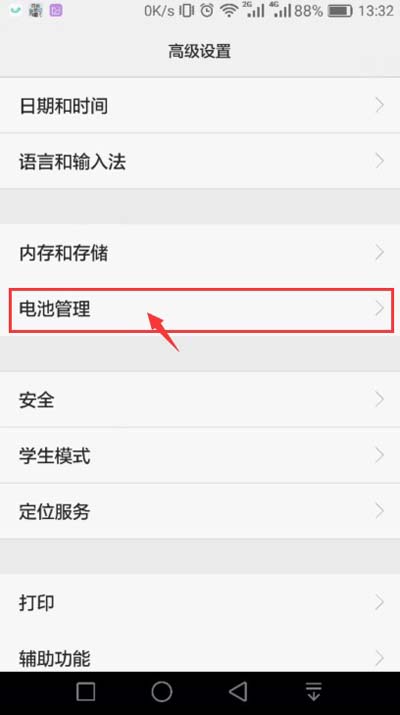 0K/s 2G 4G 88% 13:32
高级设置
日期和时间
语言和输入法
内存和存储
电池管理
安全
学生模式
定位服务
打印
辅助功能